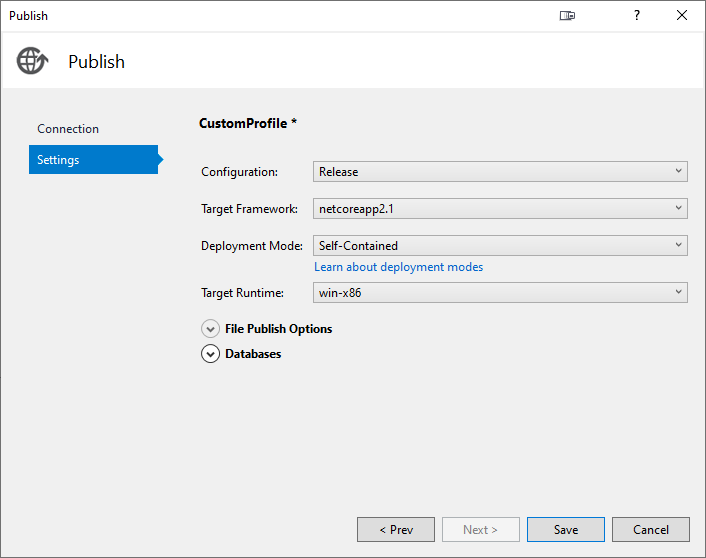 Publish
?
Publish
Connection
Settings
CustomProfile *
Configuration: Release
Target Framework: netcoreapp2.1
Deployment Mode: Self-Contained
Learn about deployment modes
Target Runtime: win-x86
File Publish Options
Databases
< Prev Next > Save Cancel